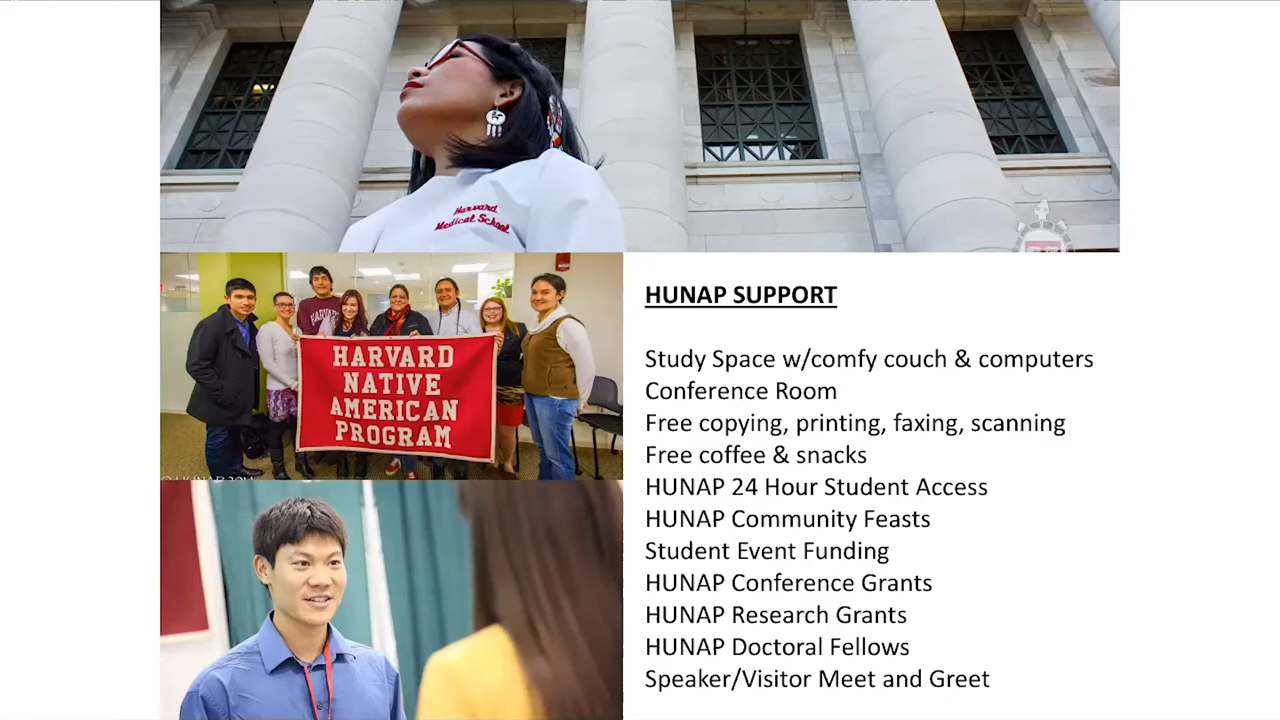 Harvard
Medical School
HARVARD
HARVARD
NATIVE
AMERICAN
PROGRAM
HUNAP SUPPORT
Study Space w/comfy couch & computers
Conference Room
Free copying, printing, faxing, scanning
Free coffee & snacks
HUNAP 24 Hour Student Access
HUNAP Community Feasts
Student Event Funding
HUNAP Conference Grants
HUNAP Research Grants
HUNAP Doctoral Fellows
Speaker/Visitor Meet and Greet